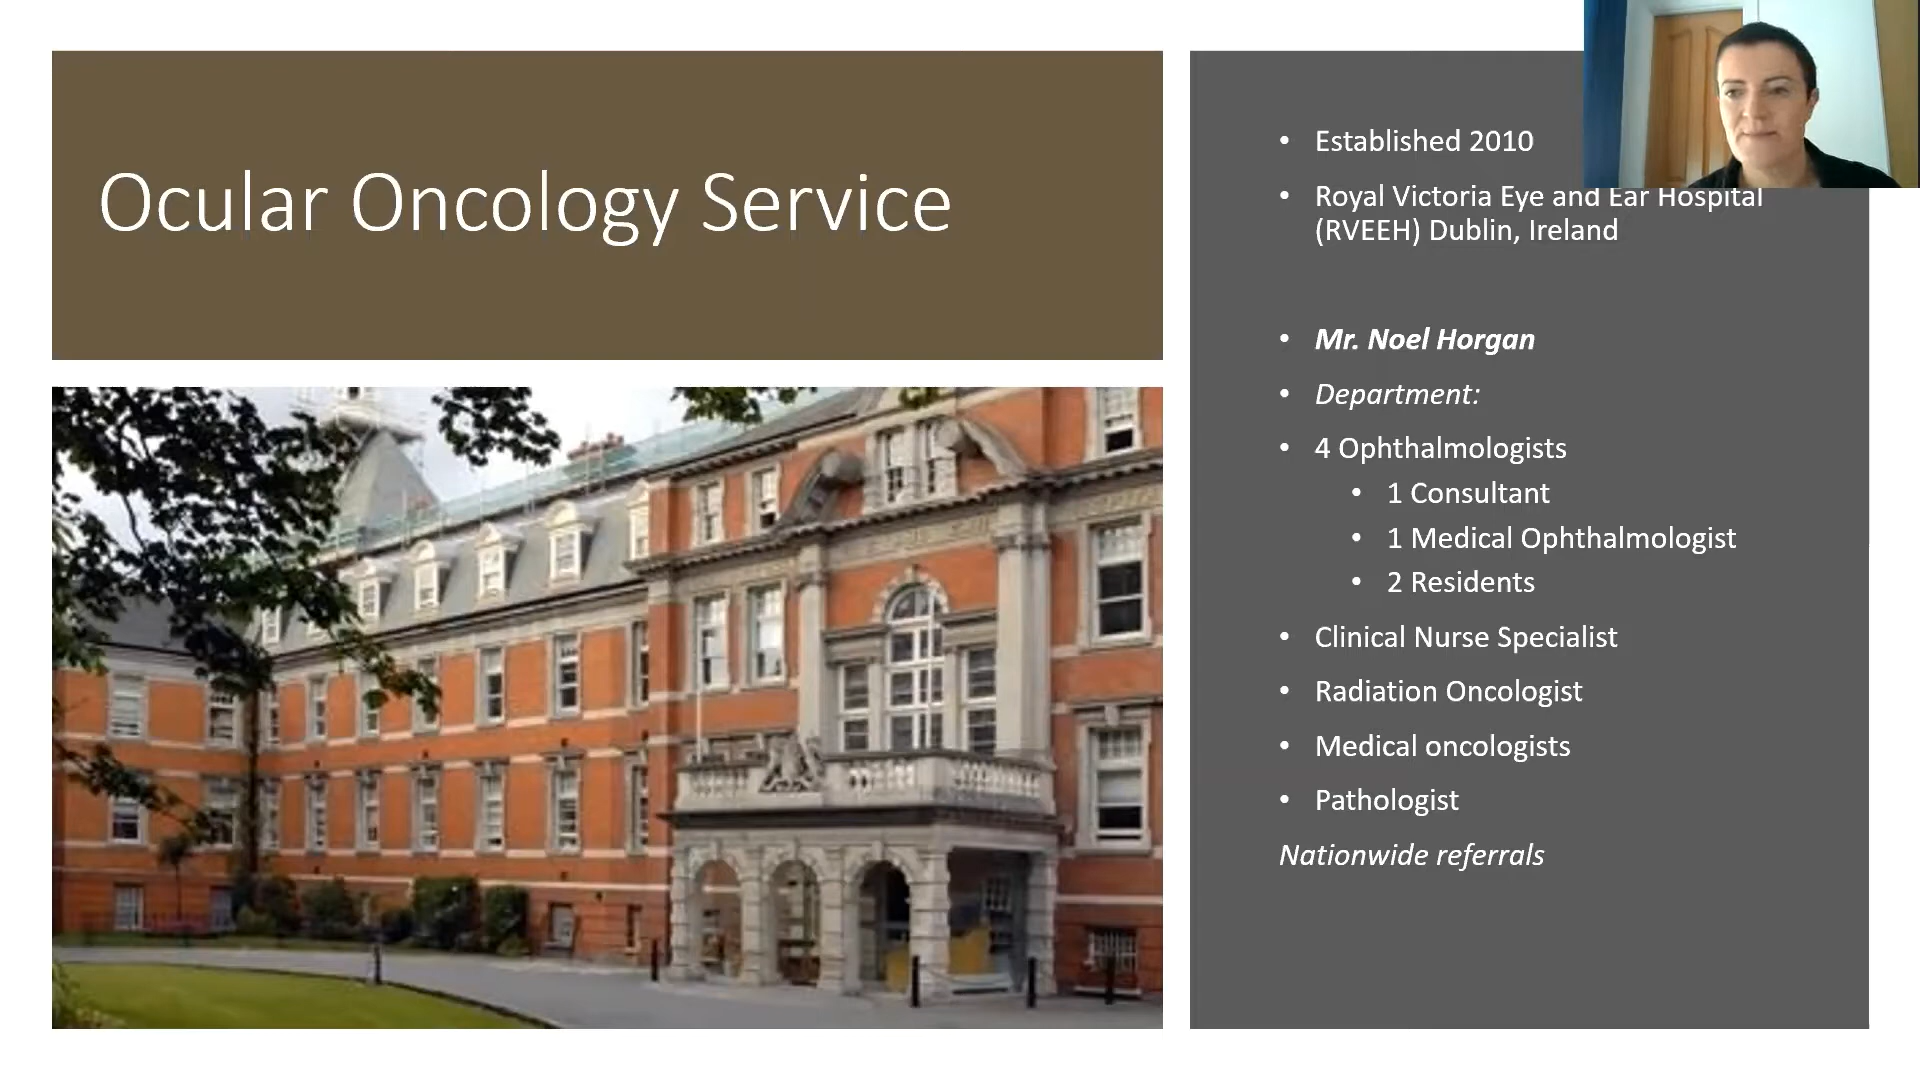 Ocular Oncology Service
• Established 2010
• Royal Victoria Eye and Ear Hospital
(RVEEH) Dublin, Ireland
• Mr. Noel Horgan
• Department:
• 4 Ophthalmologists
• 1 Consultant
• 1 Medical Ophthalmologist
• 2 Residents
• Clinical Nurse Specialist
• Radiation Oncologist
• Medical oncologists
• Pathologist
Nationwide referrals